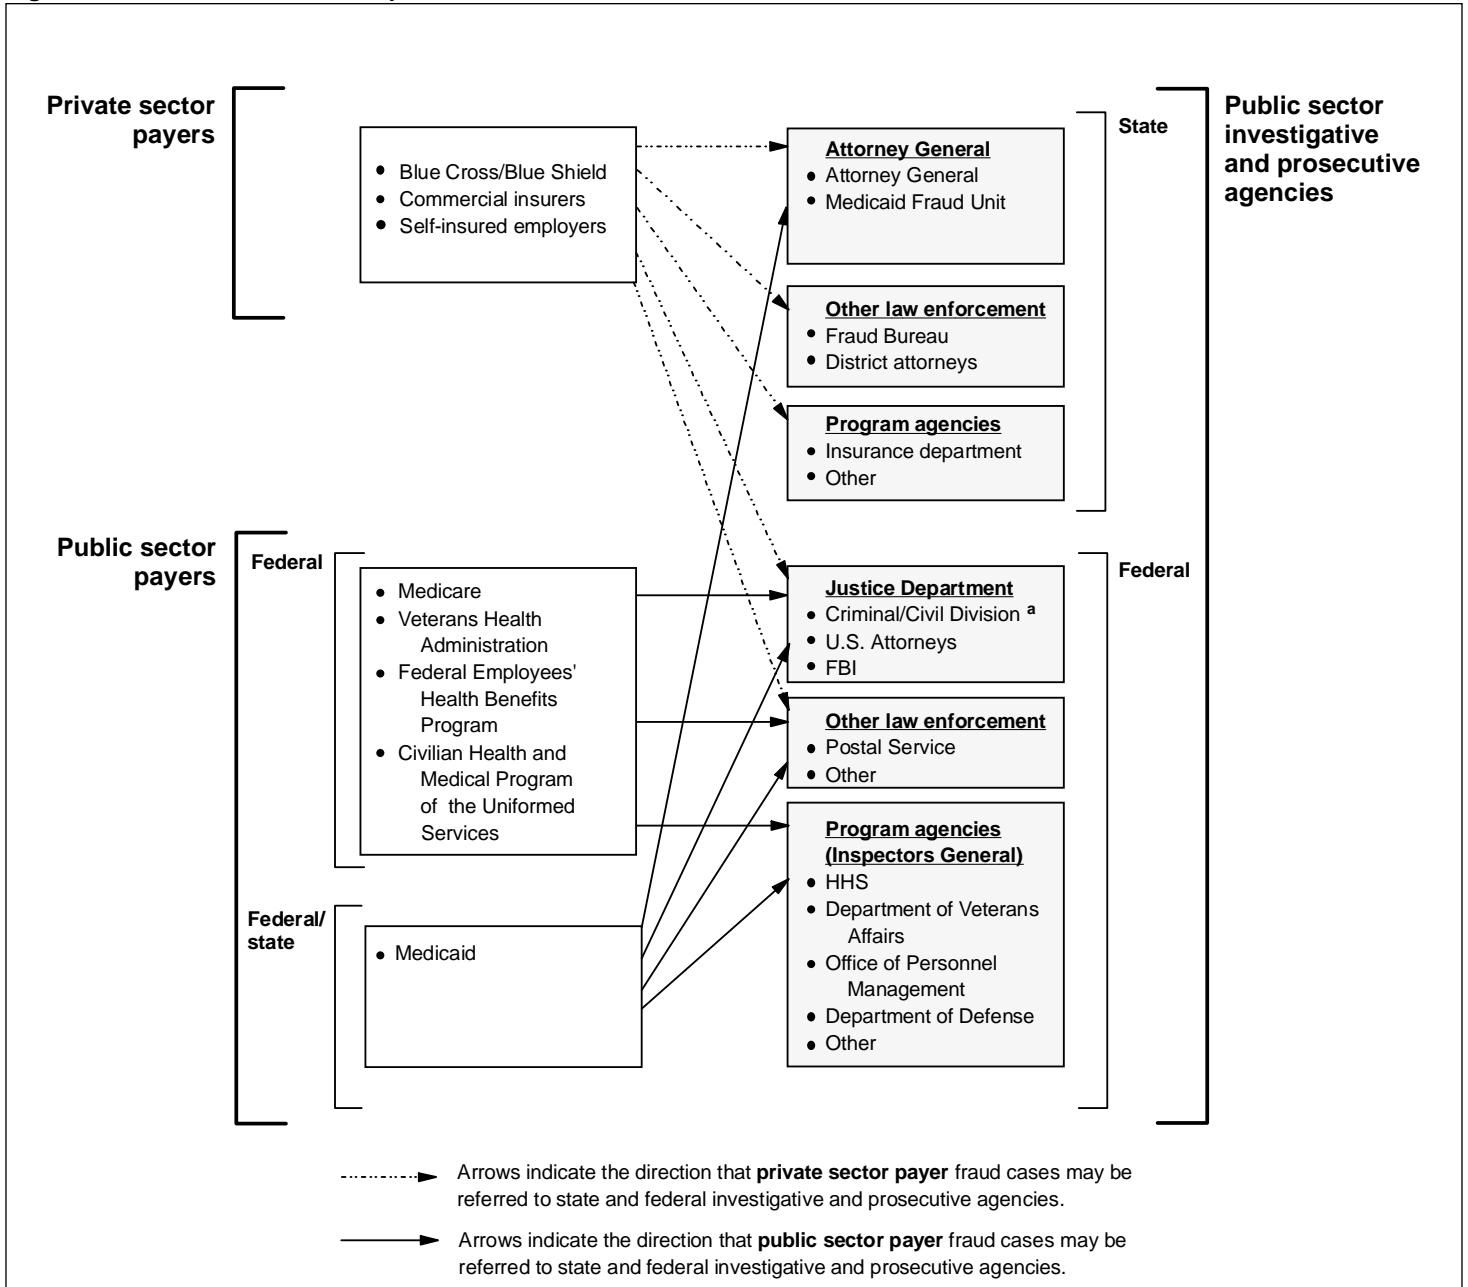 Private sector
payers
• Blue Cross/Blue Shield
• Commercial insurers
• Self-insured employers
Public sector
payers
Federal
• Medicare
• Veterans Health
Administration
• Federal Employees'
Health Benefits
Program
• Civilian Health and
Medical Program
of the Uniformed
Services
Federal/
state
• Medicaid
Attorney General
• Attorney General
• Medicaid Fraud Unit
Other law enforcement
• Fraud Bureau
• District attorneys
Program agencies
• Insurance department
• Other
State
Justice Department
• Criminal/Civil Division a
• U.S. Attorneys
• FBI
Other law enforcement
• Postal Service
• Other
Program agencies
(Inspectors General)
• HHS
• Department of Veterans
Affairs
• Office of Personnel
Management
• Department of Defense
• Other
Federal
Public sector
investigative
and prosecutive
agencies
Arrows indicate the direction that private sector payer fraud cases may be
referred to state and federal investigative and prosecutive agencies.
Arrows indicate the direction that public sector payer fraud cases may be
referred to state and federal investigative and prosecutive agencies.